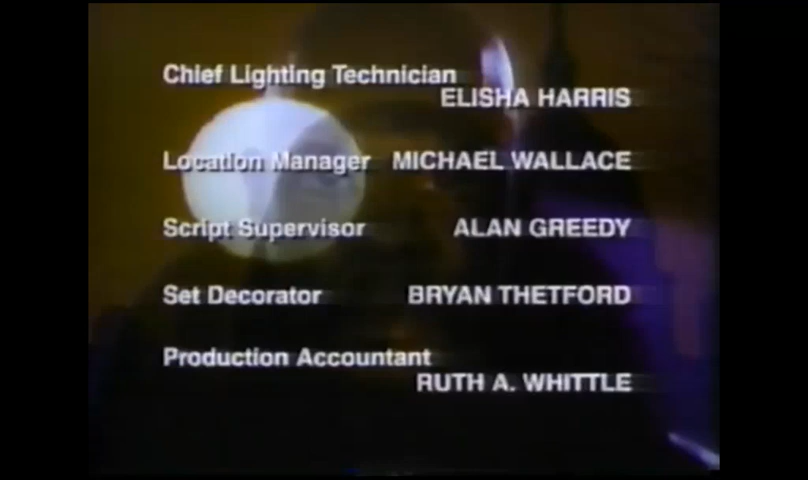 Chief Lighting Technician
ELISHA HARRIS
Location Manager MICHAEL WALLACE
Script Supervisor ALAN GREEDY
Set Decorator BRYAN THETFORD
Production Accountant
RUTH A. WHITTLE